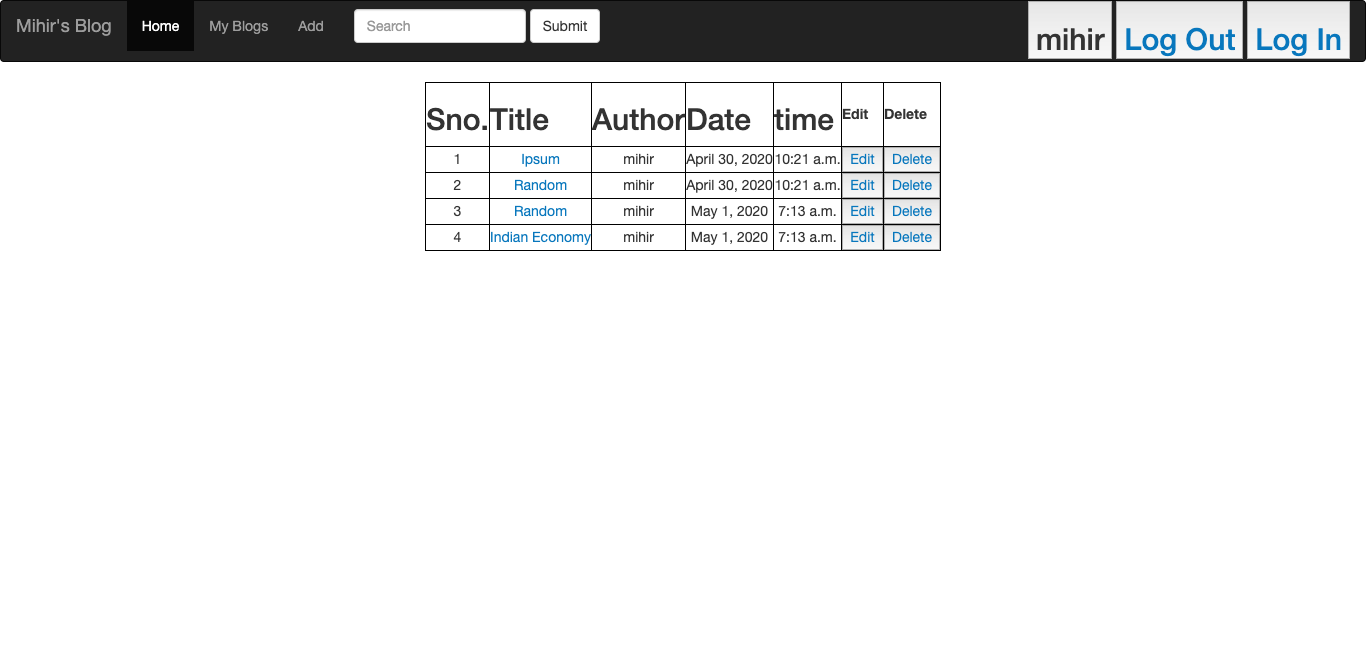 Mihir's Blog Home My Blogs Add Search Submit mihir Log Out Log In
Sno. Title Author Date time Edit Delete
1 Ipsum mihir April 30, 2020 10:21 a.m. Edit Delete
2 Random mihir April 30, 2020 10:21 a.m. Edit Delete
3 Random mihir May 1, 2020 7:13 a.m. Edit Delete
4 Indian Economy mihir May 1, 2020 7:13 a.m. Edit Delete